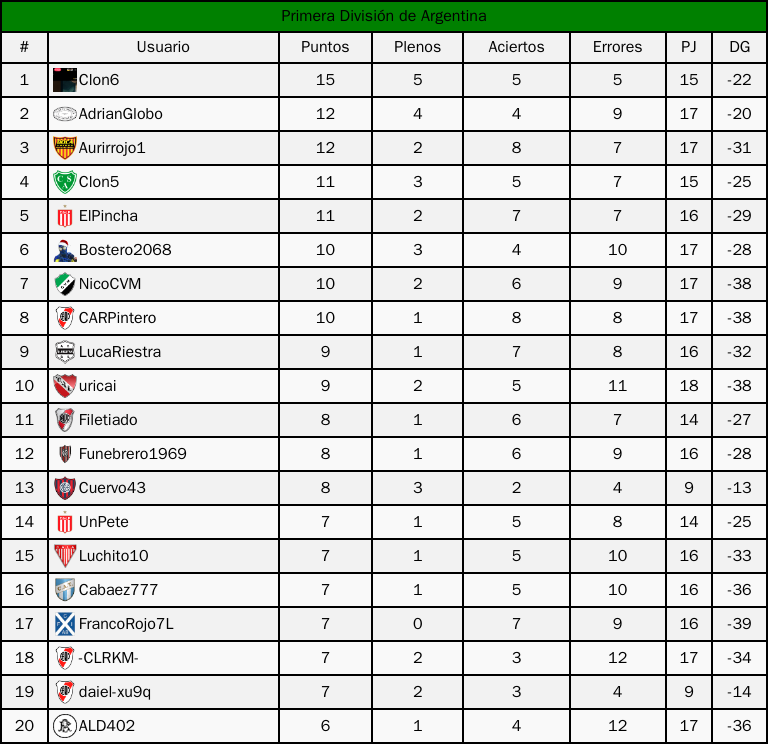 Primera División de Argentina
# Usuario Puntos Plenos Aciertos Errores PJ DG
1 Clon6 15 5 5 5 15 -22
2 AdrianGlobo 12 4 4 9 17 -20
3 Aurirrojo1 12 2 8 7 17 -31
4 Clon5 11 3 5 7 15 -25
5 ElPincha 11 2 7 7 16 -29
6 Bostero2068 10 3 4 10 17 -28
7 NicoCVM 10 2 6 9 17 -38
8 CARPintero 10 1 8 8 17 -38
9 LucaRiestra 9 1 7 8 16 -32
10 uricai 9 2 5 11 18 -38
11 Filetiado 8 1 6 7 14 -27
12 Funebrero1969 8 1 6 9 16 -28
13 Cuervo43 8 3 2 4 9 -13
14 UnPete 7 1 5 8 14 -25
15 Luchito10 7 1 5 10 16 -33
16 Cabaez777 7 1 5 10 16 -36
17 FrancoRojo7L 7 0 7 9 16 -39
18 -CLRKM- 7 2 3 12 17 -34
19 daiel-xu9q 7 2 3 4 9 -14
20 ALD402 6 1 4 12 17 -36